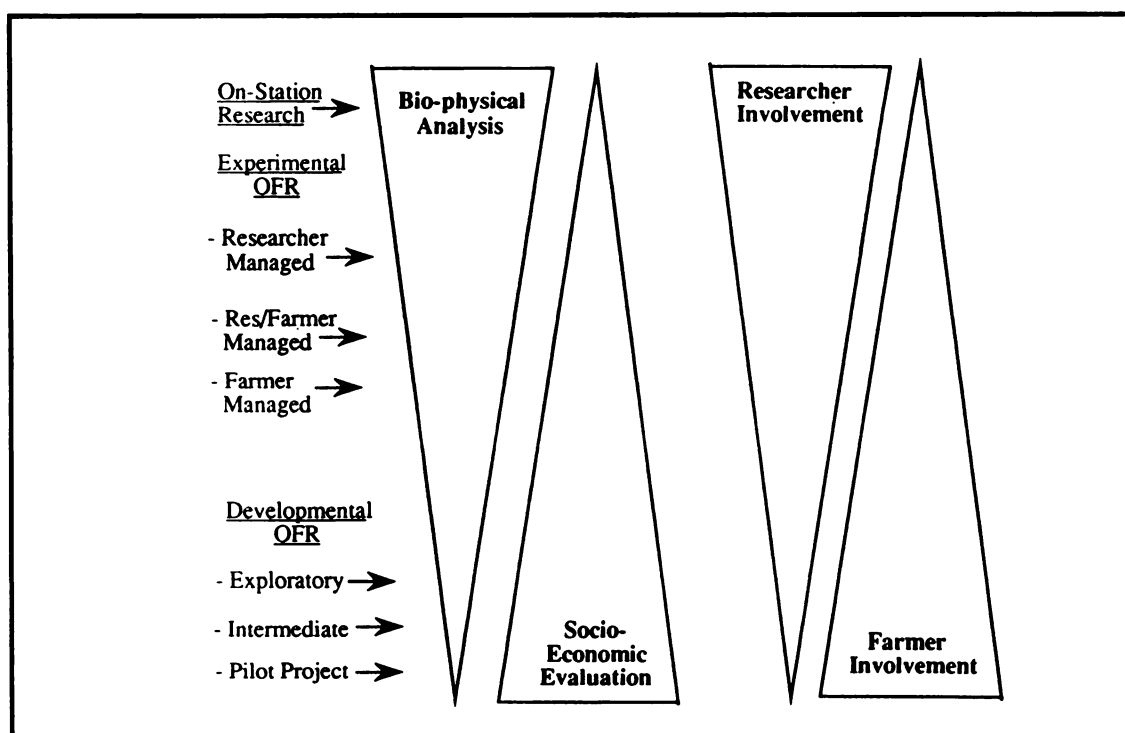 On-Station
Research
Experimental
OFR
- Researcher
Managed
- Res/Farmer
Managed
- Farmer
Managed
Developmental
OFR
- Exploratory
- Intermediate
- Pilot Project
Bio-physical
Analysis
Socio-
Economic
Evaluation
Researcher
Involvement
Farmer
Involvement